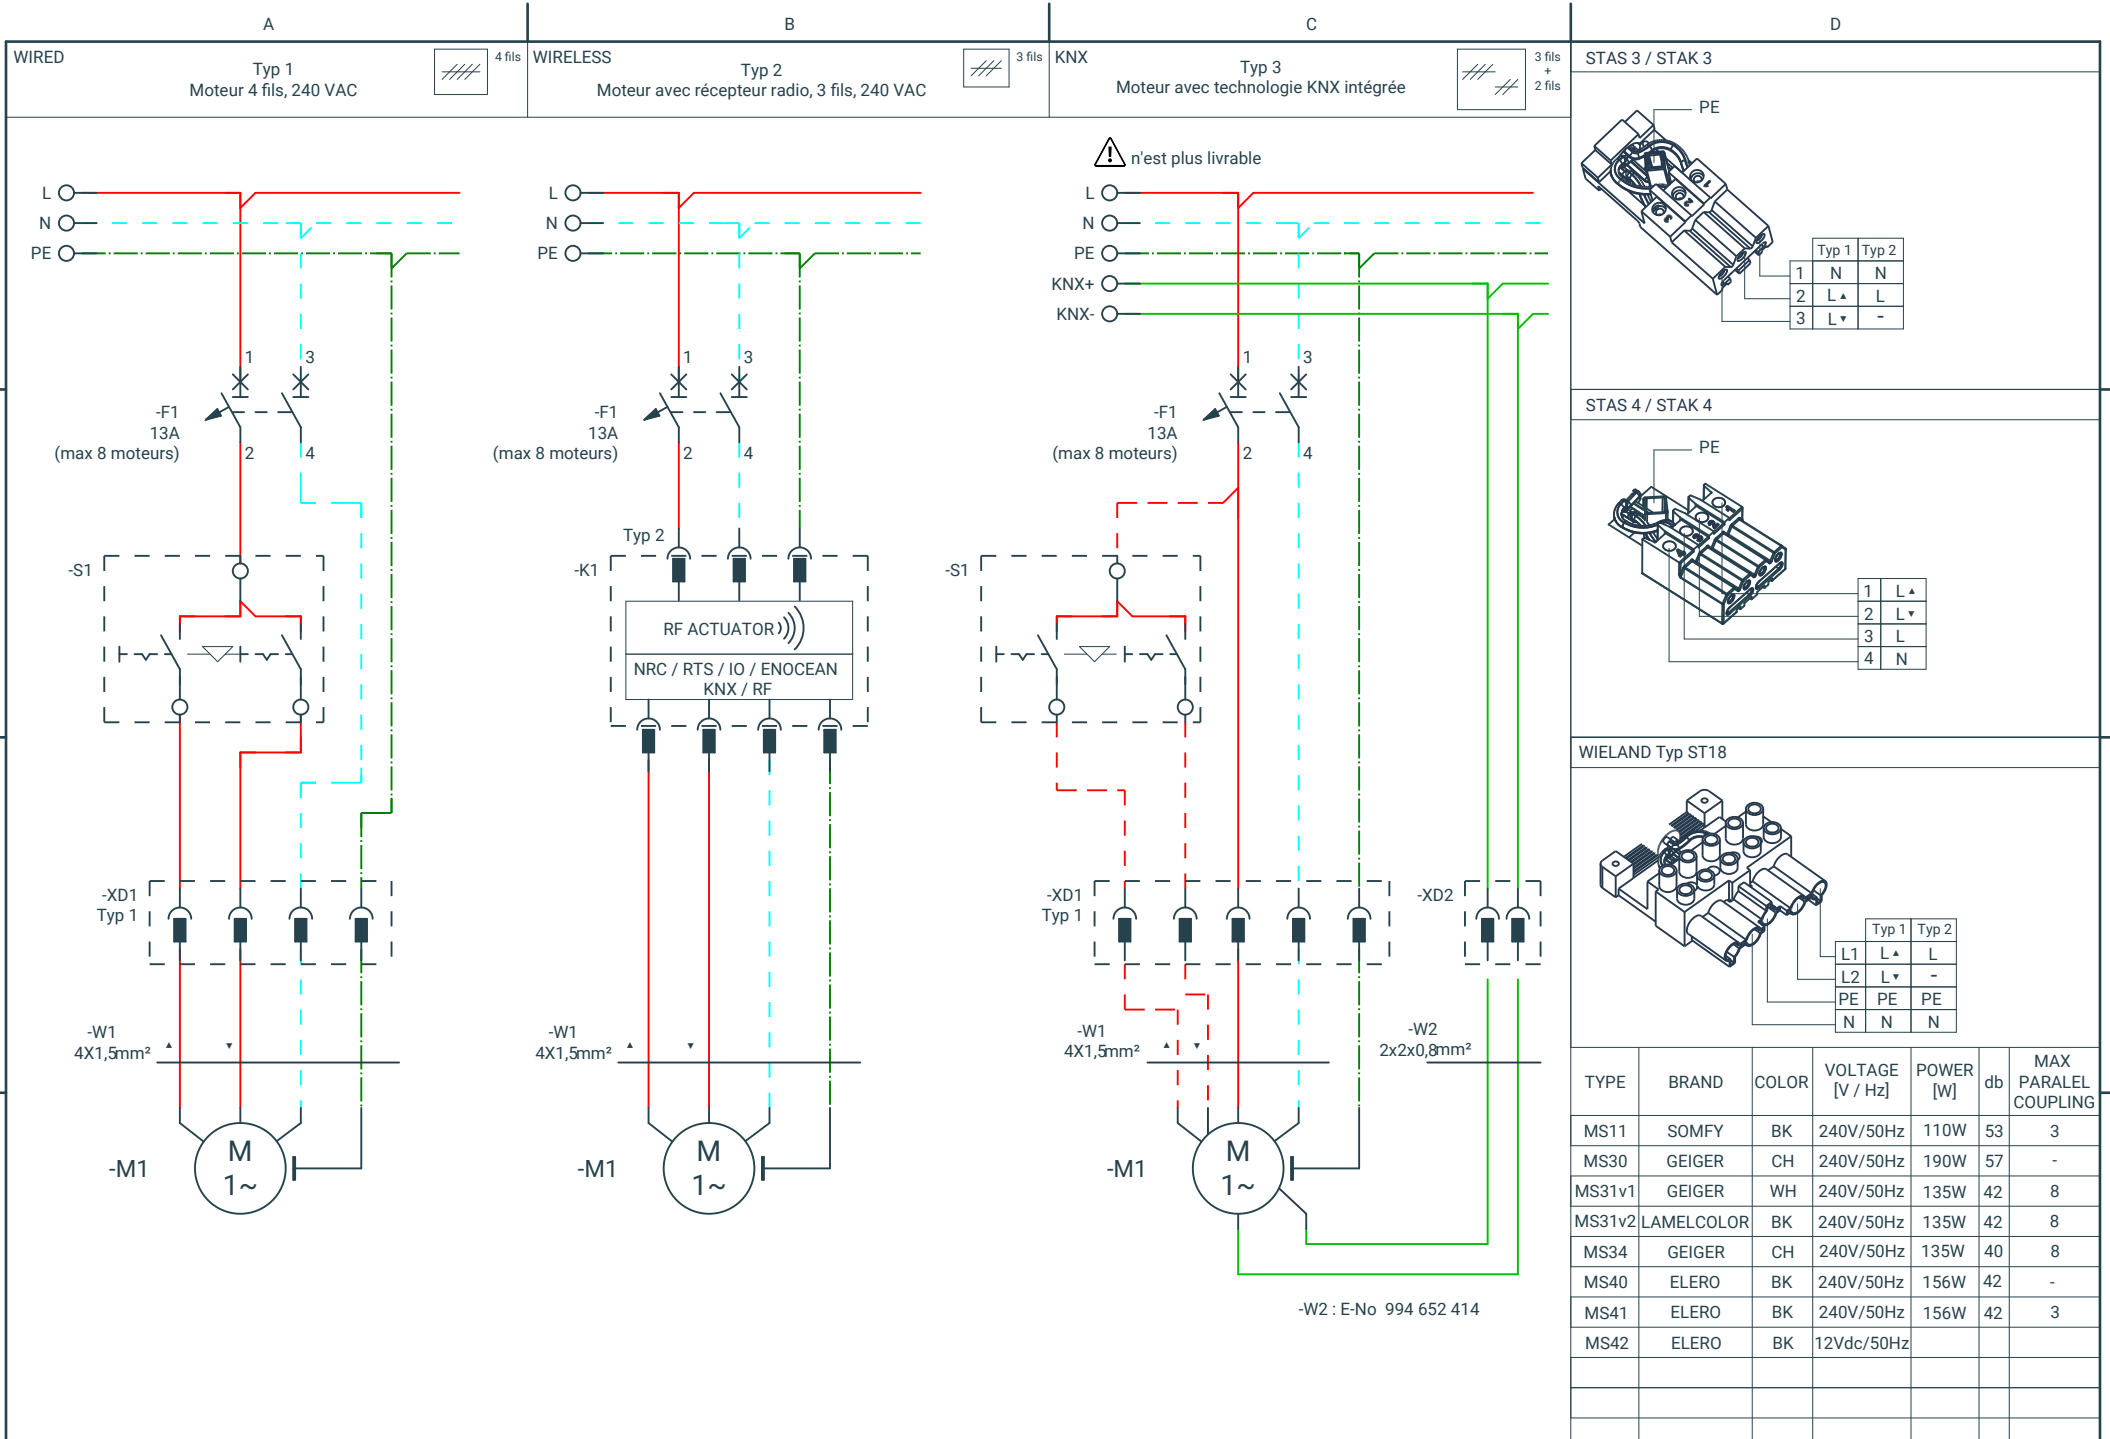 A
B
C
D
WIRED
Typ 1
Moteur 4 fils, 240 VAC
4 fils
WIRELESS
Typ 2
Moteur avec récepteur radio, 3 fils, 240 VAC
3 fils
KNX
Typ 3
Moteur avec technologie KNX intégrée
3 fils
+
2 fils
n'est plus livrable
L
N
PE
1
3
-F1
13A
(max 8 moteurs)
2
4
-S1
-XD1
Typ 1
-W1
4X1,5mm²
▲ ▼
-M1
M
1~
L
N
PE
1
3
-F1
13A
(max 8 moteurs)
2
4
Typ 2
-K1
RF ACTUATOR
NRC / RTS / IO / ENOCEAN
KNX / RF
-W1
4X1,5mm²
▲ ▼
-M1
M
1~
L
N
PE
KNX+
KNX-
1
3
-F1
13A
(max 8 moteurs)
2
4
-S1
-XD1
Typ 1
-XD2
-W1
4X1,5mm²
▲ ▼
-W2
2x2x0,8mm²
-M1
M
1~
-W2 : E-No 994 652 414
STAS 3 / STAK 3
PE
1
2
3
Typ 1 Typ 2
1 N N
2 L▲ L
3 L▼ -
STAS 4 / STAK 4
PE
1
2
3
4
1 L▲
2 L▼
3 L
4 N
WIELAND Typ ST18
Typ 1 Typ 2
L1 L▲ L
L2 L▼ -
PE PE PE
N N N
TYPE BRAND COLOR VOLTAGE [V / Hz] POWER [W] db MAX PARALEL COUPLING
MS11 SOMFY BK 240V/50Hz 110W 53 3
MS30 GEIGER CH 240V/50Hz 190W 57 -
MS31v1 GEIGER WH 240V/50Hz 135W 42 8
MS31v2 LAMELCOLOR BK 240V/50Hz 135W 42 8
MS34 GEIGER CH 240V/50Hz 135W 40 8
MS40 ELERO BK 240V/50Hz 156W 42 -
MS41 ELERO BK 240V/50Hz 156W 42 3
MS42 ELERO BK 12Vdc/50Hz